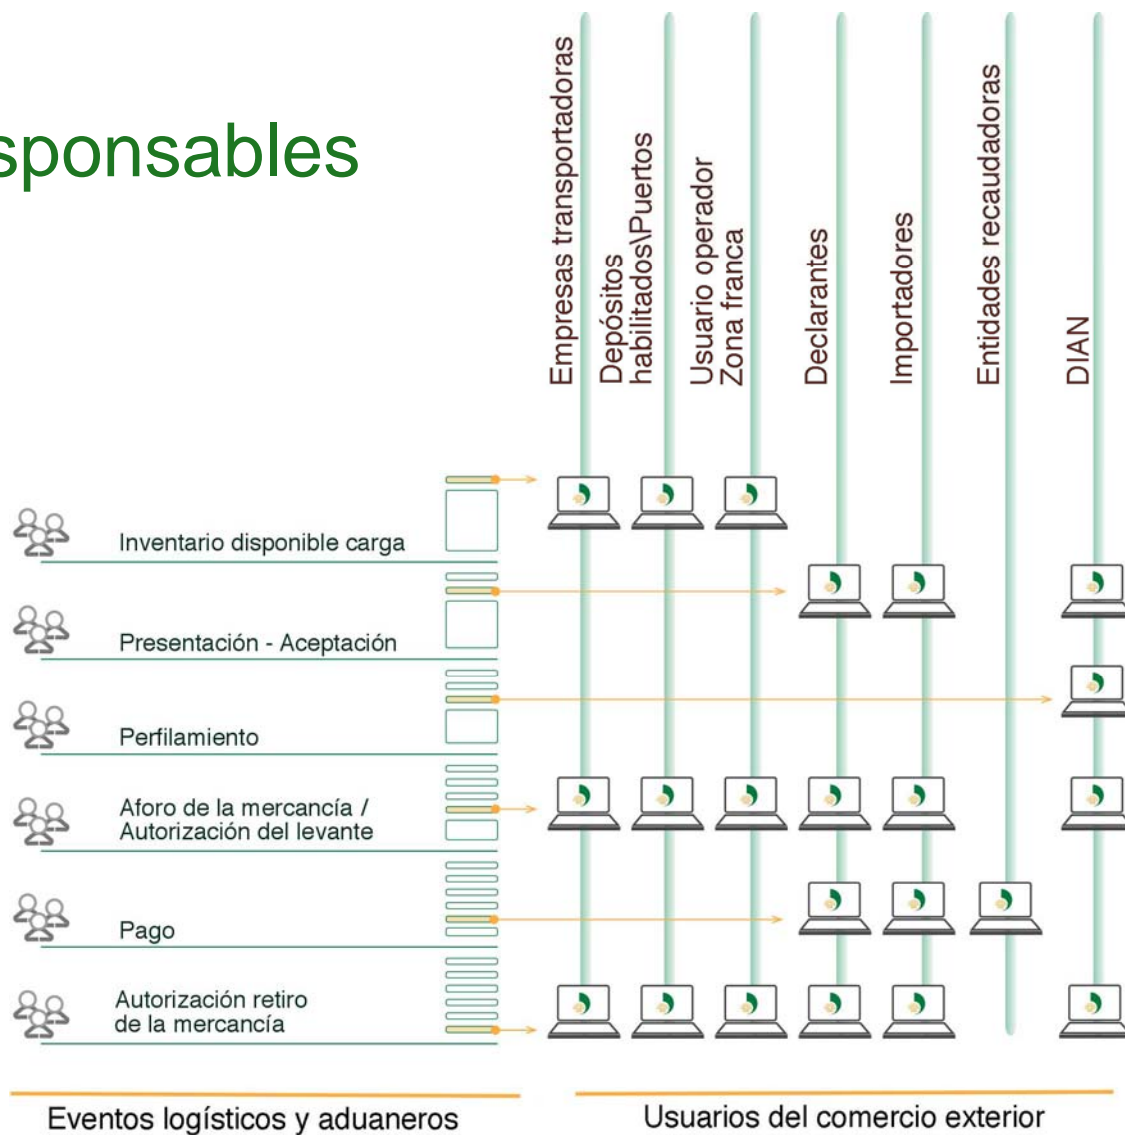 sponsables
Empresas transportadoras
Depósitos
habilitados\Puertos
Usuario operador
Zona franca
Declarantes
Importadores
Entidades recaudadoras
DIAN
Inventario disponible carga
Presentación - Aceptación
Perfilamiento
Aforo de la mercancía /
Autorización del levante
Pago
Autorización retiro
de la mercancía
Eventos logísticos y aduaneros
Usuarios del comercio exterior